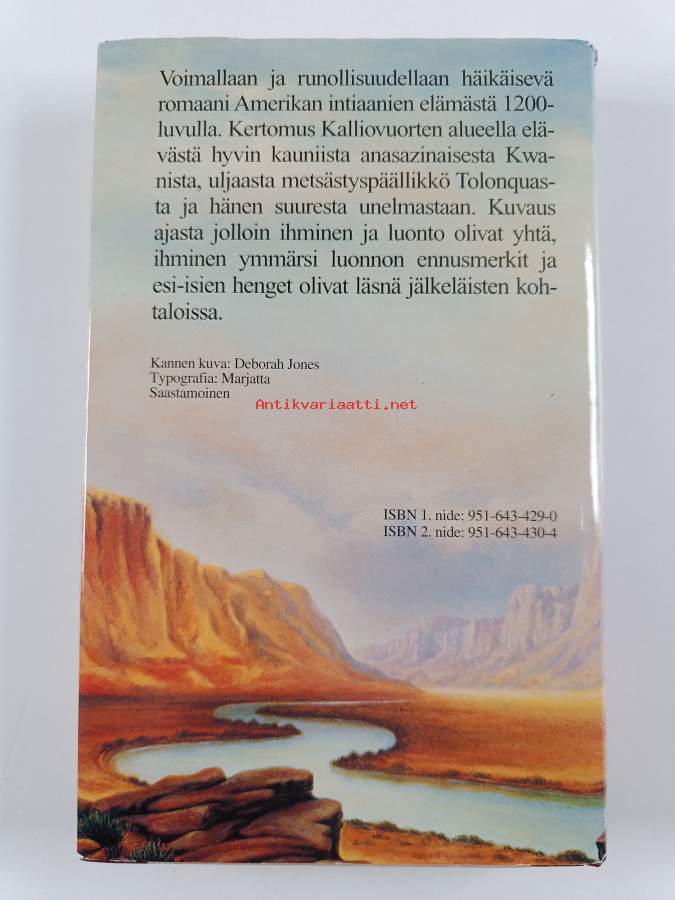 Voimallaan ja runollisuudellaan häikäisevä
romaani Amerikan intiaanien elämästä 1200-
luvulla. Kertomus Kalliovuorten alueella elä-
västä hyvin kauniista anasazinaisesta Kwa-
nista, uljaasta metsästyspäällikkö Tolonquas-
ta ja hänen suuresta unelmastaan. Kuvaus
ajasta jolloin ihminen ja luonto olivat yhtä,
ihminen ymmärsi luonnon ennusmerkit ja
esi-isien henget olivat läsnä jälkeläisten koh-
taloissa.
Kannen kuva: Deborah Jones
Typografia: Marjatta
Saastamoinen
Antikvariaatti.net
ISBN 1. nide: 951-643-429-0
ISBN 2. nide: 951-643-430-4